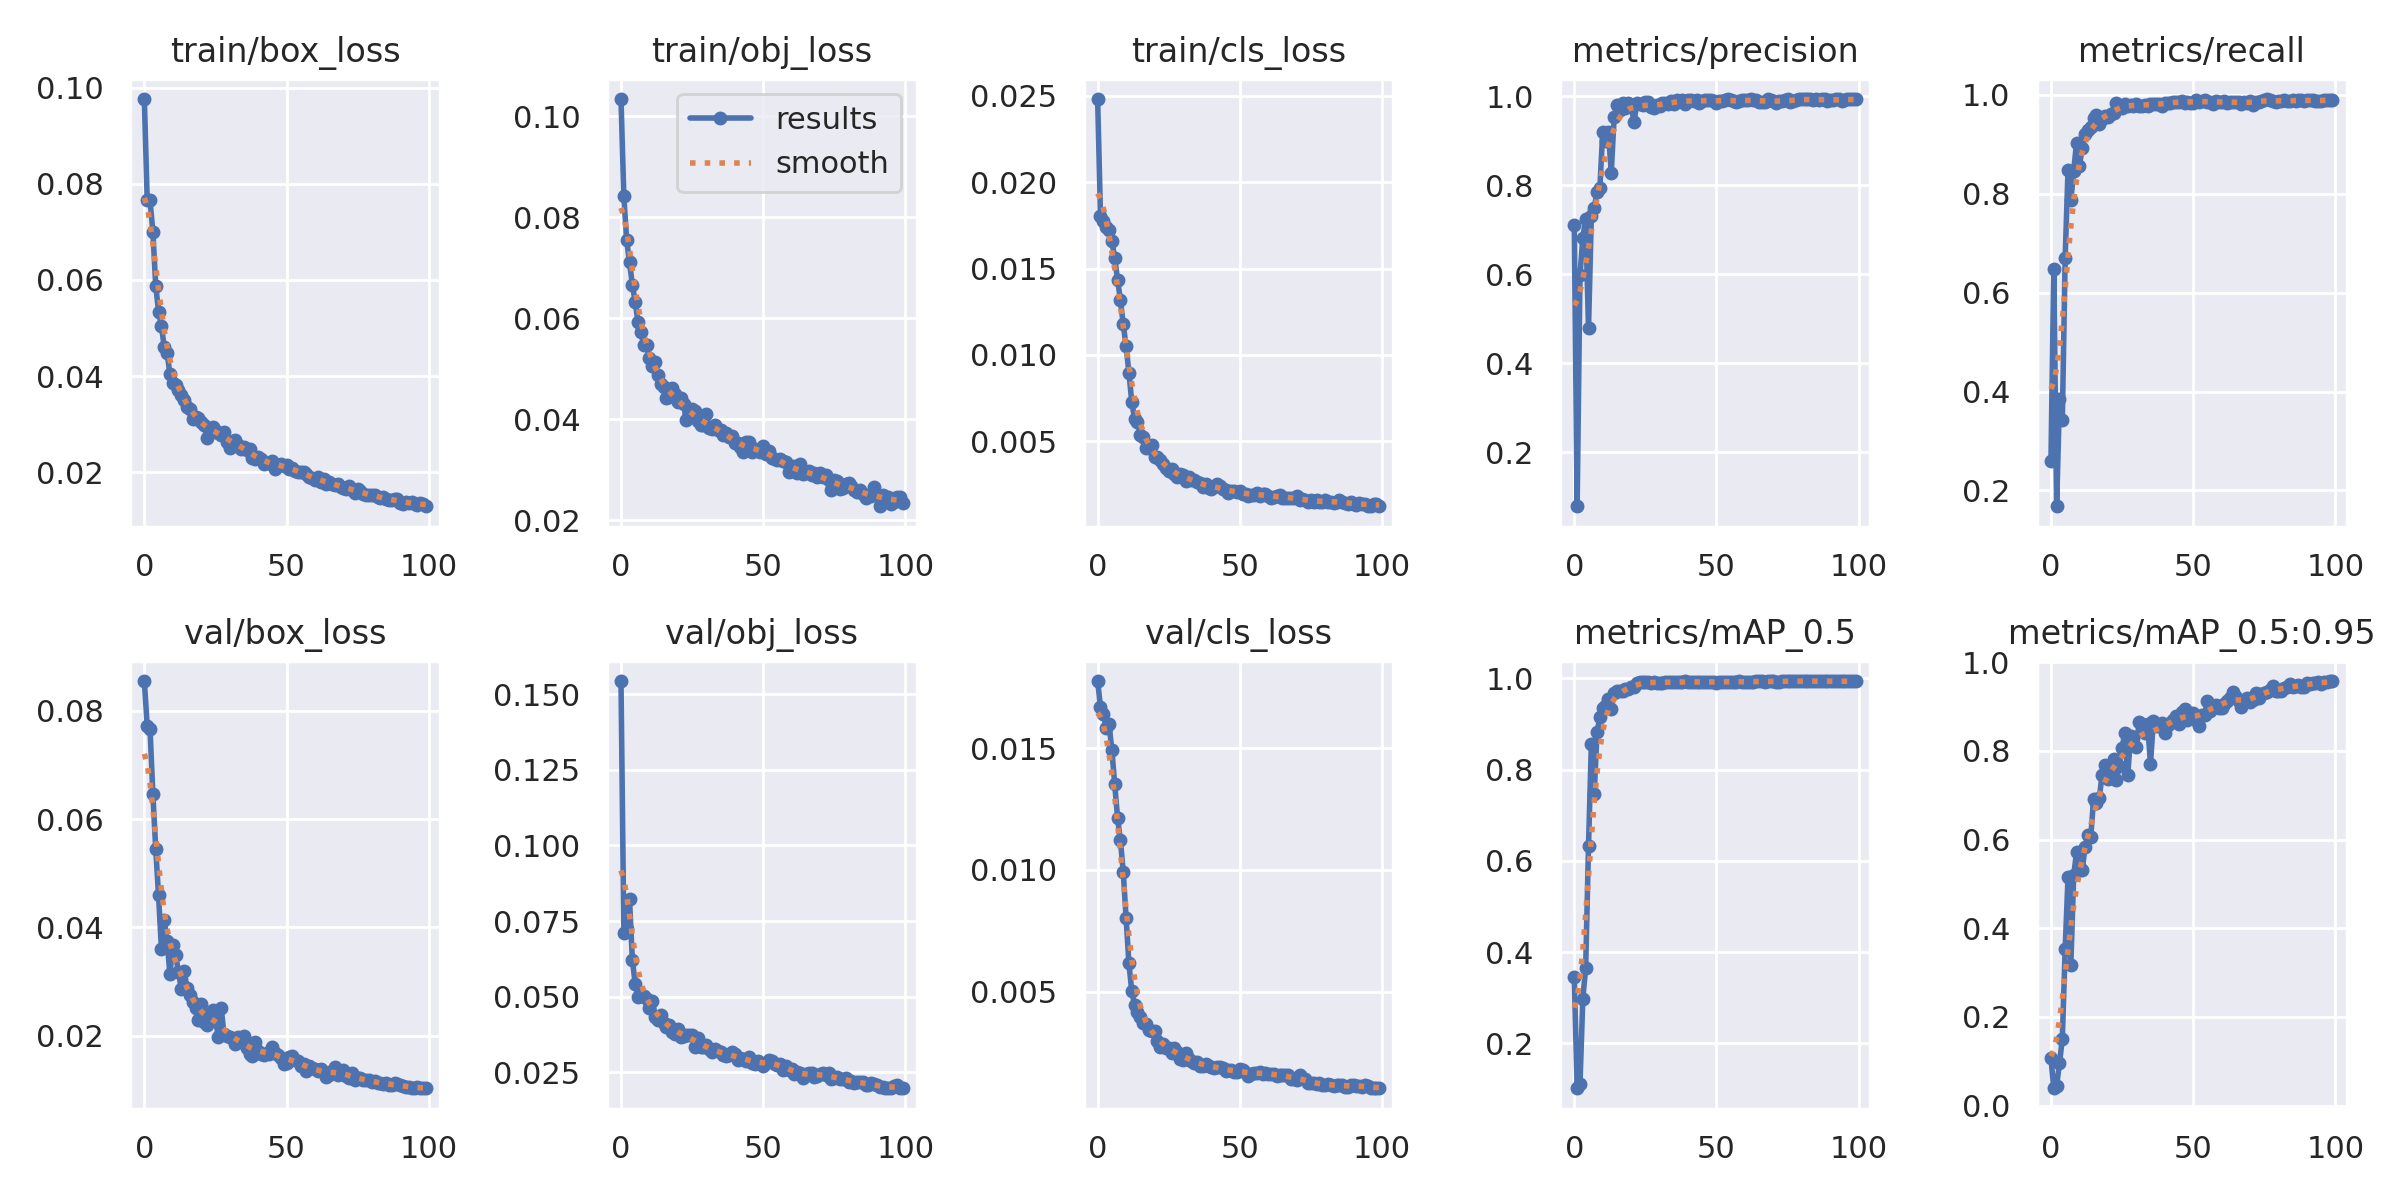 train/box_loss
0.10
0.08
0.06
0.04
0.02
0 50 100
train/obj_loss
results
smooth
0.10
0.08
0.06
0.04
0.02
0 50 100
train/cls_loss
0.025
0.020
0.015
0.010
0.005
0 50 100
metrics/precision
1.0
0.8
0.6
0.4
0.2
0 50 100
metrics/recall
1.0
0.8
0.6
0.4
0.2
0 50 100
val/box_loss
0.08
0.06
0.04
0.02
0 50 100
val/obj_loss
0.150
0.125
0.100
0.075
0.050
0.025
0 50 100
val/cls_loss
0.015
0.010
0.005
0 50 100
metrics/mAP_0.5
1.0
0.8
0.6
0.4
0.2
0 50 100
metrics/mAP_0.5:0.95
1.0
0.8
0.6
0.4
0.2
0.0
0 50 100